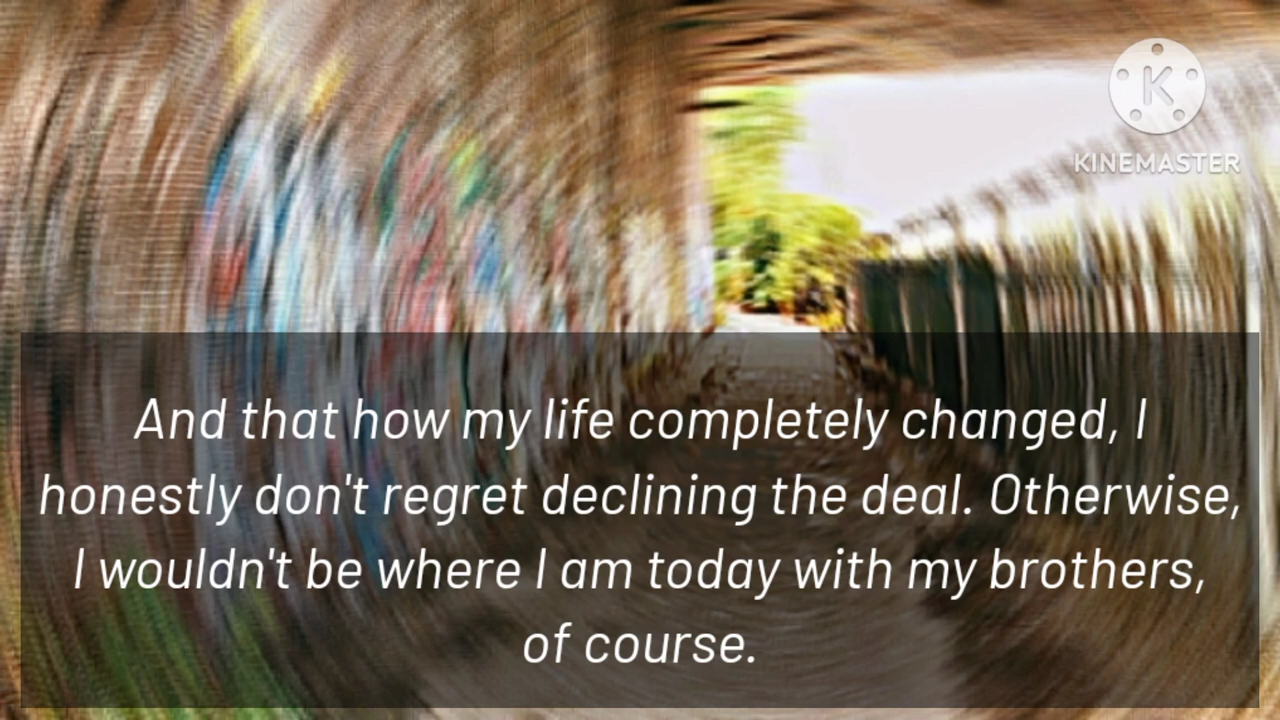 KINEMASTER
And that how my life completely changed, I
honestly don't regret declining the deal. Otherwise,
I wouldn't be where I am today with my brothers,
of course.